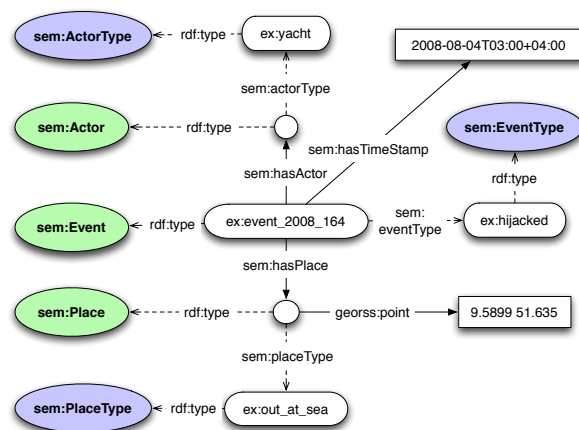 sem:ActorType
rdf:type
ex:yacht
2008-08-04T03:00+04:00
sem:actorType
sem:Actor
rdf:type
sem:EventType
sem:hasTimeStamp
sem:hasActor
rdf:type
sem:Event
rdf:type
ex:event_2008_164
sem:
eventType
ex:hijacked
sem:hasPlace
sem:Place
rdf:type
georss:point
9.5899 51.635
sem:placeType
sem:PlaceType
rdf:type
ex:out_at_sea